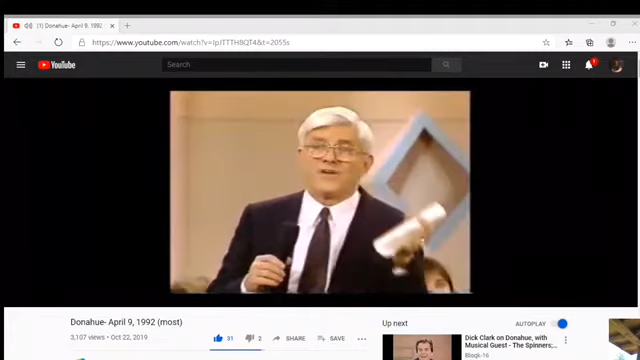 (1) Donahue- April 9, 1992
https://www.youtube.com/watch?v=IpJTTTH8QT4&t=2055s
YouTube
Search
1
Donahue- April 9, 1992 (most)
3,107 views • Oct 22, 2019
31
2
SHARE
SAVE
Up next
AUTOPLAY
Dick Clark on Donahue, with
Musical Guest - The Spinners;...
Bloqk-16